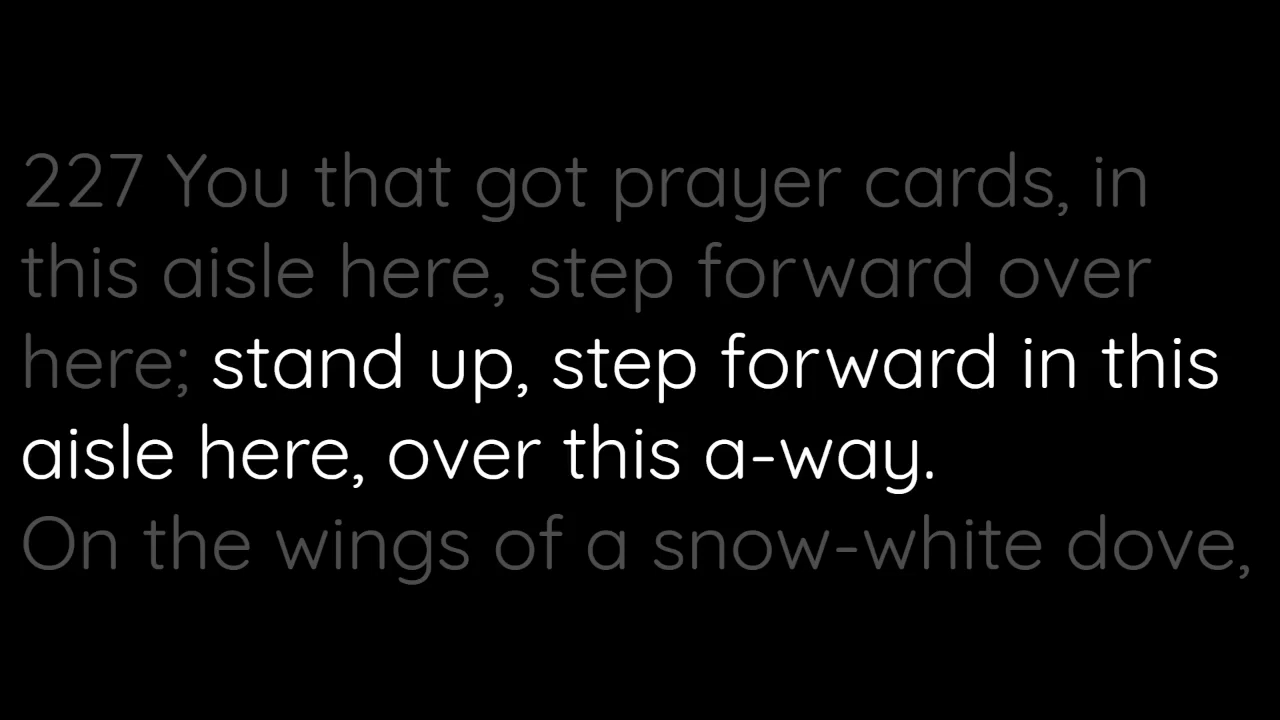 227 You that got prayer cards, in
this aisle here, step forward over
here; stand up, step forward in this
aisle here, over this a-way.
On the wings of a snow-white dove,